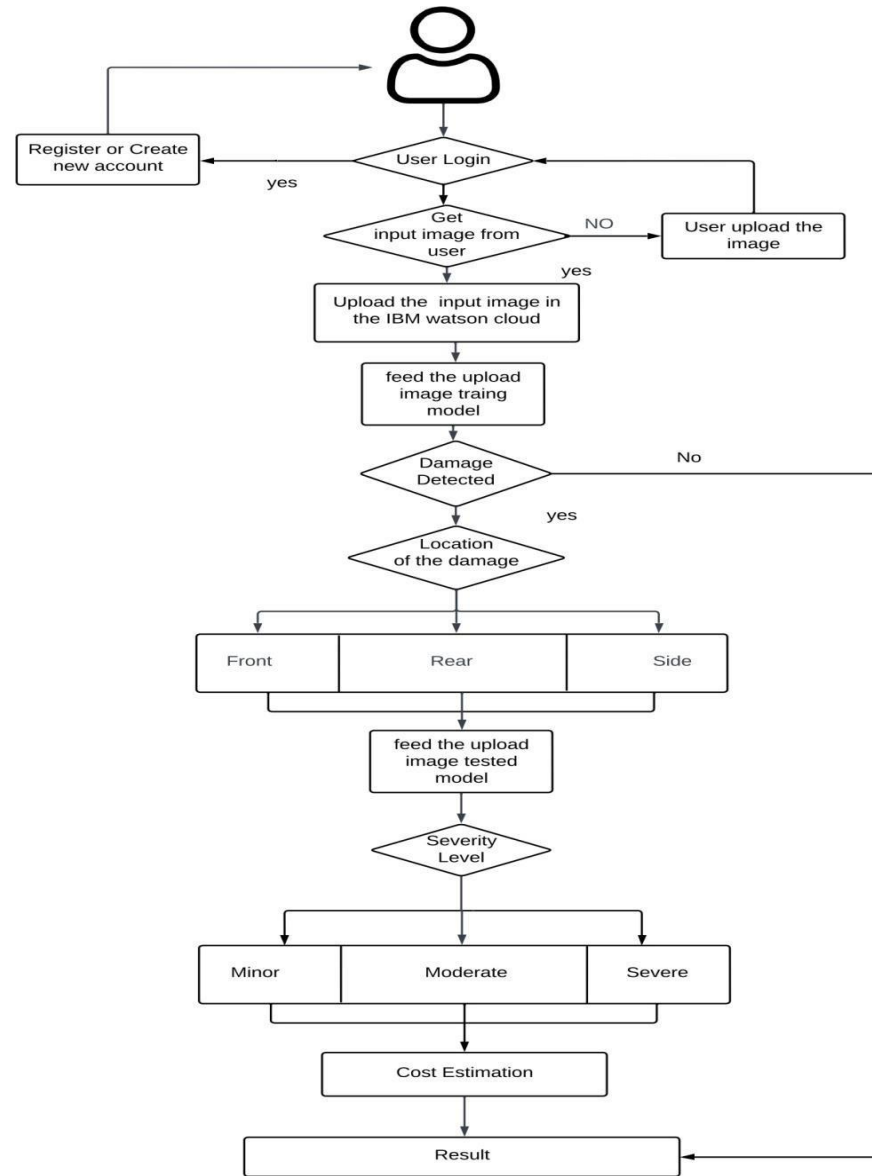 Register or Create
new account
User Login
yes
Get
input image from
user
NO
User upload the
image
yes
Upload the input image in
the IBM watson cloud
feed the upload
image traing
model
Damage
Detected
No
yes
Location
of the damage
Front
Rear
Side
feed the upload
image tested
model
Severity
Level
Minor
Moderate
Severe
Cost Estimation
Result